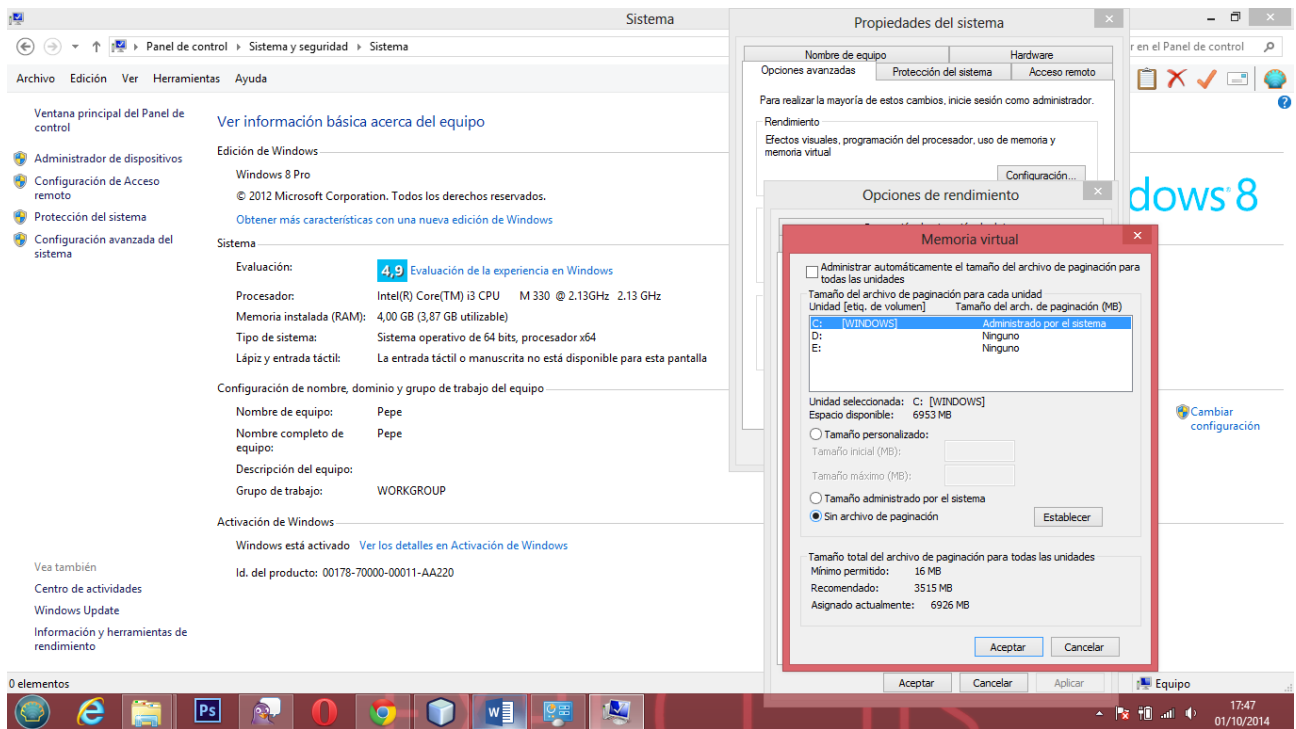 Sistema
Panel de control Sistema y seguridad Sistema
r en el Panel de control
Archivo Edición Ver Herramientas Ayuda
Ventana principal del Panel de
control
Administrador de dispositivos
Configuración de Acceso
remoto
Protección del sistema
Configuración avanzada del
sistema
Vea también
Centro de actividades
Windows Update
Información y herramientas de
rendimiento
Ver información básica acerca del equipo
Edición de Windows
Windows 8 Pro
© 2012 Microsoft Corporation. Todos los derechos reservados.
Obtener más características con una nueva edición de Windows
dows 8
Sistema
Evaluación: 4,9 Evaluación de la experiencia en Windows
Procesador: Intel(R) Core(TM) i3 CPU M 330 @ 2.13GHz 2.13 GHz
Memoria instalada (RAM): 4,00 GB (3,87 GB utilizable)
Tipo de sistema: Sistema operativo de 64 bits, procesador x64
Lápiz y entrada táctil: La entrada táctil o manuscrita no está disponible para esta pantalla
Configuración de nombre, dominio y grupo de trabajo del equipo
Nombre de equipo: Pepe
Nombre completo de Pepe
equipo:
Descripción del equipo:
Grupo de trabajo: WORKGROUP
Cambiar
configuración
Activación de Windows
Windows está activado Ver los detalles en Activación de Windows
Id. del producto: 00178-70000-00011-AA220
Propiedades del sistema
Nombre de equipo Hardware
Opciones avanzadas Protección del sistema Acceso remoto
Para realizar la mayoría de estos cambios, inicie sesión como administrador.
Rendimiento
Efectos visuales, programación del procesador, uso de memoria y
memoria virtual
Configuración...
Opciones de rendimiento
Memoria virtual
Administrar automáticamente el tamaño del archivo de paginación para
todas las unidades
Tamaño del archivo de paginación para cada unidad
Unidad [etiq. de volumen] Tamaño del arch. de paginación (MB)
C: [WINDOWS] Administrado por el sistema
D: Ninguno
E: Ninguno
Unidad seleccionada: C: [WINDOWS]
Espacio disponible: 6953 MB
Tamaño personalizado:
Tamaño inicial (MB):
Tamaño máximo (MB):
Tamaño administrado por el sistema
Sin archivo de paginación Establecer
Tamaño total del archivo de paginación para todas las unidades
Mínimo permitido: 16 MB
Recomendado: 3515 MB
Asignado actualmente: 6926 MB
Aceptar Cancelar
Aceptar Cancelar Aplicar
0 elementos
Equipo
Ps
W
17:47
01/10/2014